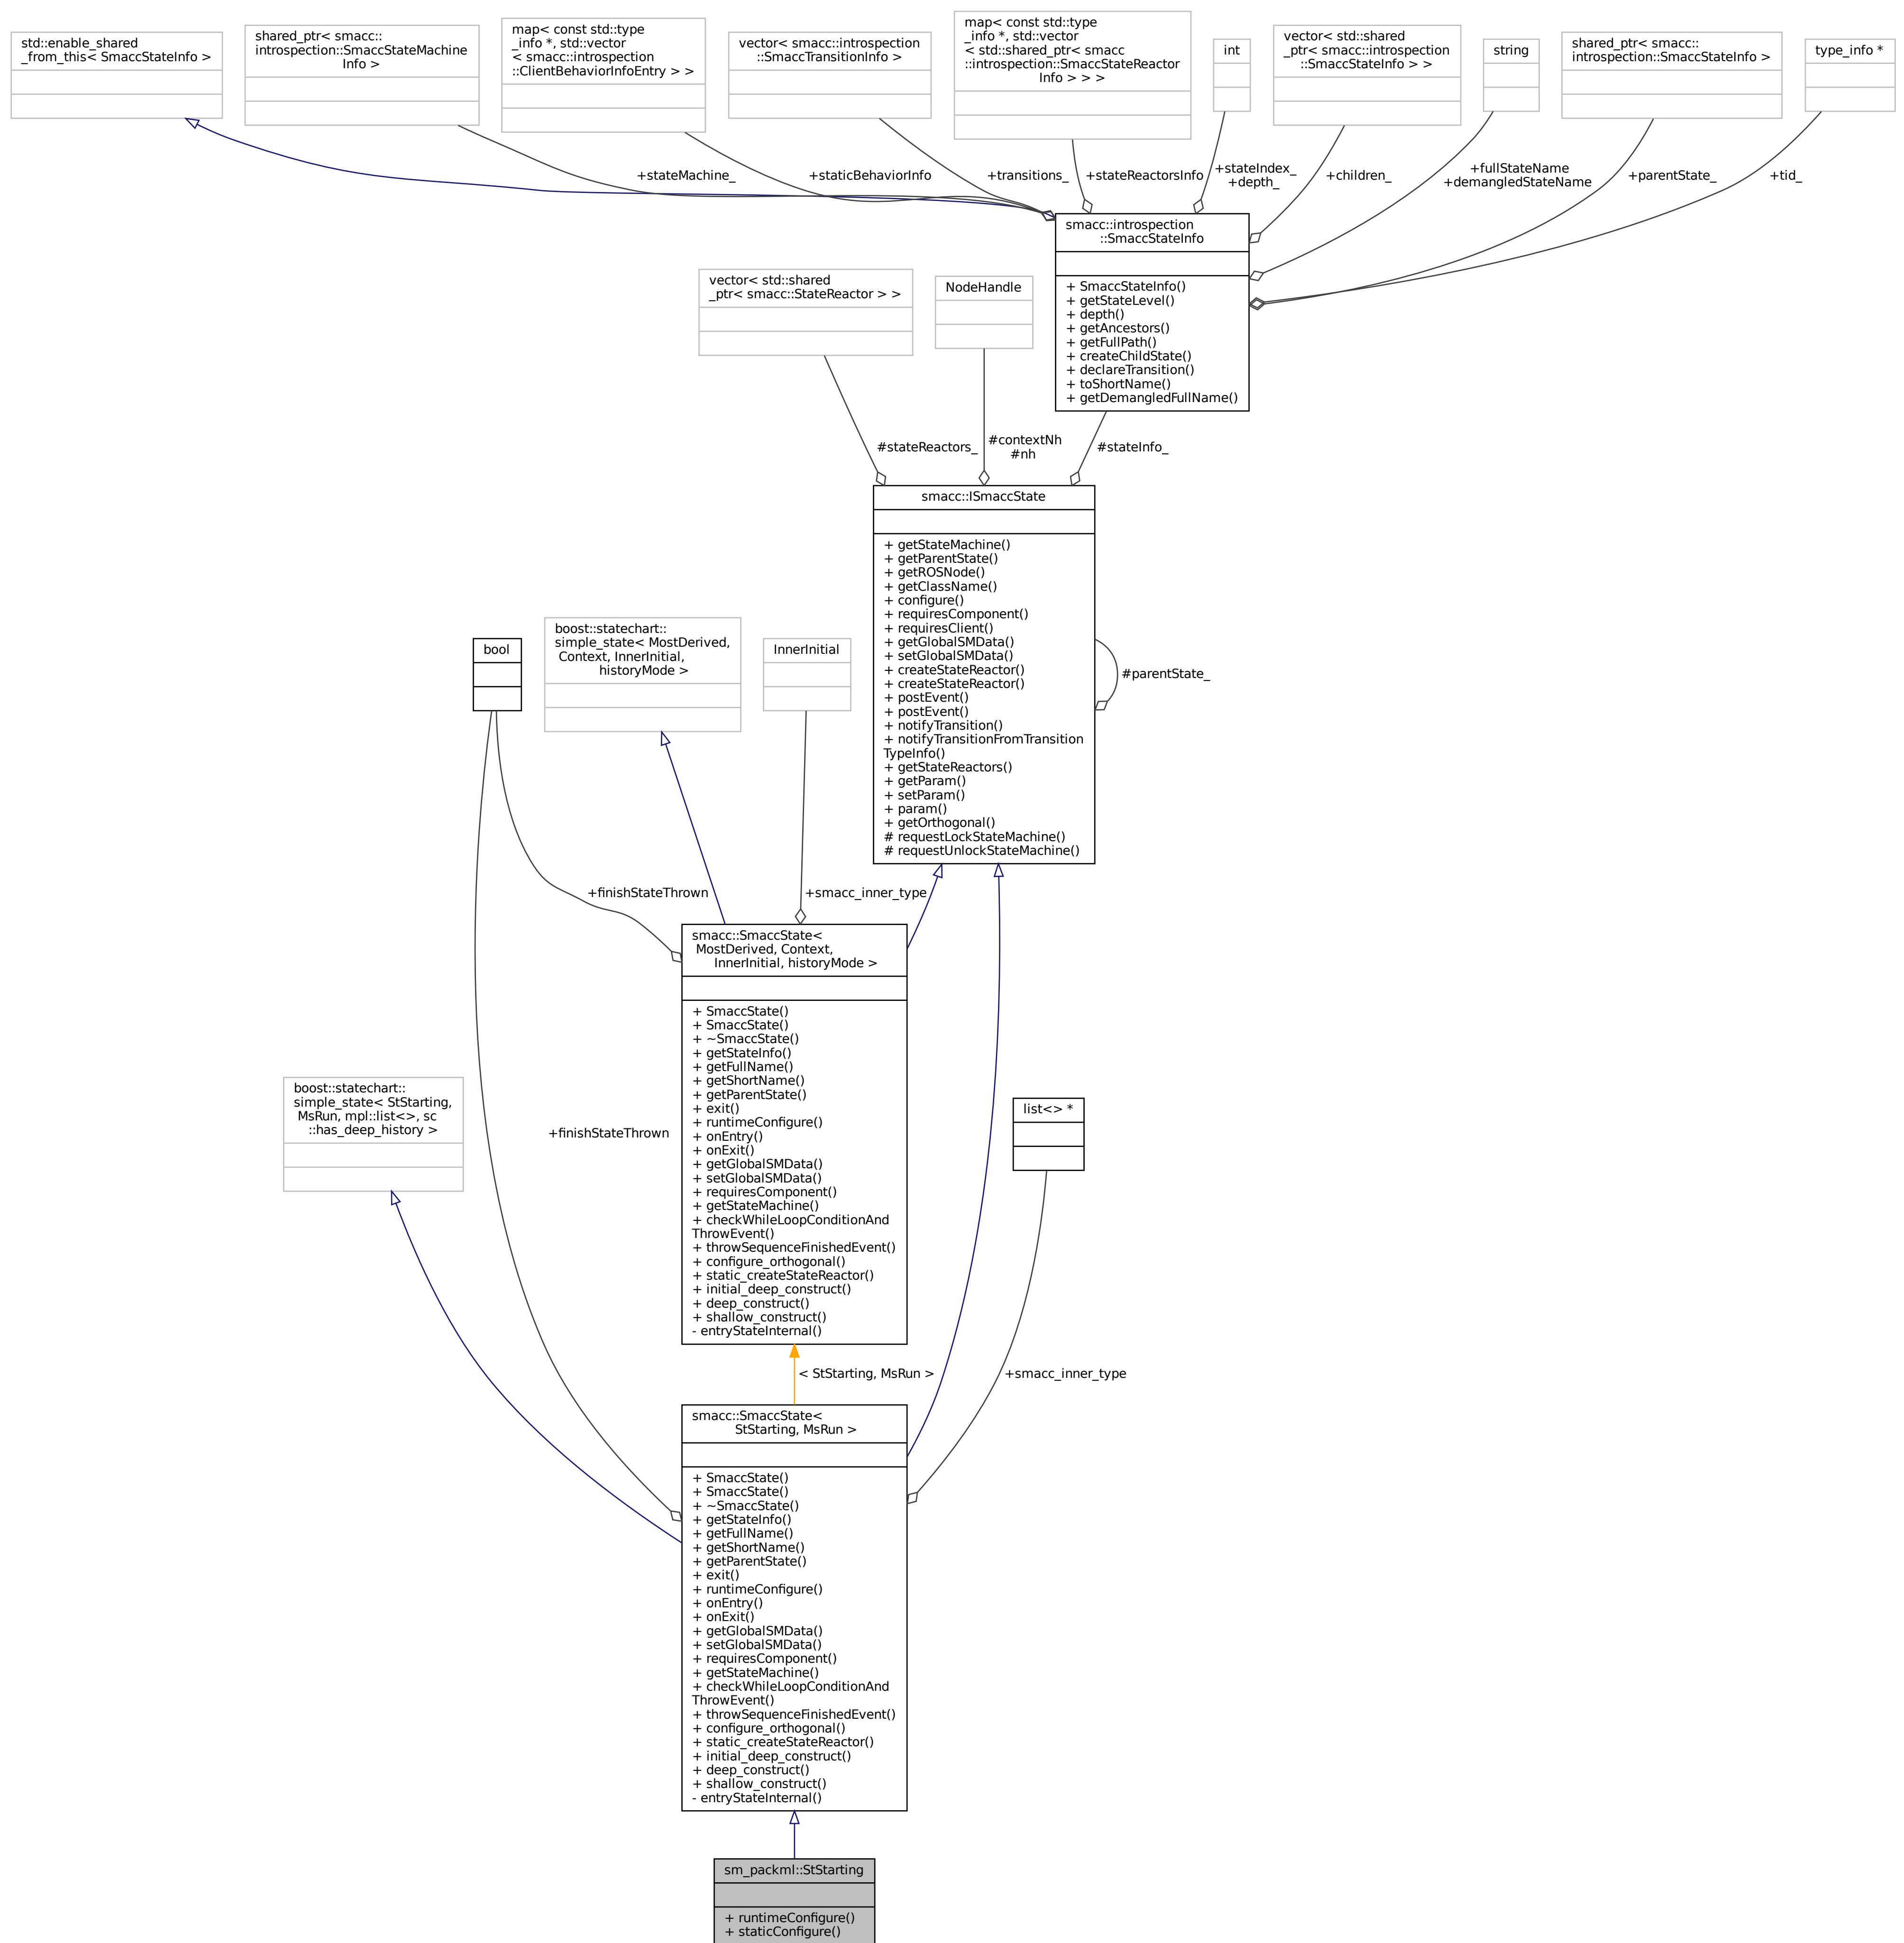 std::enable_shared
_from_this< SmaccStateInfo >
shared_ptr< smacc::
introspection::SmaccStateMachine
Info >
map< const std::type
_info *, std::vector
< smacc::introspection
::ClientBehaviorInfoEntry > >
vector< smacc::introspection
::SmaccTransitionInfo >
map< const std::type
_info *, std::vector
< std::shared_ptr< smacc
::introspection::SmaccStateReactor
Info > > >
int
vector< std::shared
_ptr< smacc::introspection
::SmaccStateInfo > >
string
shared_ptr< smacc::
introspection::SmaccStateInfo >
type_info *
+stateMachine_
+staticBehaviorInfo
+transitions_
+stateReactorsInfo
+stateIndex_
+depth_
+children_
+fullStateName
+demangledStateName
+parentState_
+tid_
smacc::introspection
::SmaccStateInfo
+ SmaccStateInfo()
+ getStateLevel()
+ depth()
+ getAncestors()
+ getFullPath()
+ createChildState()
+ declareTransition()
+ toShortName()
+ getDemangledFullName()
vector< std::shared
_ptr< smacc::StateReactor > >
NodeHandle
#stateReactors_
#contextNh
#nh
#stateInfo_
smacc::ISmaccState
+ getStateMachine()
+ getParentState()
+ getROSNode()
+ getClassName()
+ configure()
+ requiresComponent()
+ requiresClient()
+ getGlobalSMData()
+ setGlobalSMData()
+ createStateReactor()
+ createStateReactor()
+ postEvent()
+ postEvent()
+ notifyTransition()
+ notifyTransitionFromTransition
TypeInfo()
+ getStateReactors()
+ getParam()
+ setParam()
+ param()
+ getOrthogonal()
# requestLockStateMachine()
# requestUnlockStateMachine()
#parentState_
bool
boost::statechart::
simple_state< MostDerived,
Context, InnerInitial,
historyMode >
InnerInitial
+finishStateThrown
+smacc_inner_type
smacc::SmaccState<
MostDerived, Context,
InnerInitial, historyMode >
+ SmaccState()
+ SmaccState()
+ ~SmaccState()
+ getStateInfo()
+ getFullName()
+ getShortName()
+ getParentState()
+ exit()
+ runtimeConfigure()
+ onEntry()
+ onExit()
+ getGlobalSMData()
+ setGlobalSMData()
+ requiresComponent()
+ getStateMachine()
+ checkWhileLoopConditionAnd
ThrowEvent()
+ throwSequenceFinishedEvent()
+ configure_orthogonal()
+ static_createStateReactor()
+ initial_deep_construct()
+ deep_construct()
+ shallow_construct()
- entryStateInternal()
boost::statechart::
simple_state< StStarting,
MsRun, mpl::list<>, sc
::has_deep_history >
+finishStateThrown
list<> *
< StStarting, MsRun >
+smacc_inner_type
smacc::SmaccState<
StStarting, MsRun >
+ SmaccState()
+ SmaccState()
+ ~SmaccState()
+ getStateInfo()
+ getFullName()
+ getShortName()
+ getParentState()
+ exit()
+ runtimeConfigure()
+ onEntry()
+ onExit()
+ getGlobalSMData()
+ setGlobalSMData()
+ requiresComponent()
+ getStateMachine()
+ checkWhileLoopConditionAnd
ThrowEvent()
+ throwSequenceFinishedEvent()
+ configure_orthogonal()
+ static_createStateReactor()
+ initial_deep_construct()
+ deep_construct()
+ shallow_construct()
- entryStateInternal()
sm_packml::StStarting
+ runtimeConfigure()
+ staticConfigure()